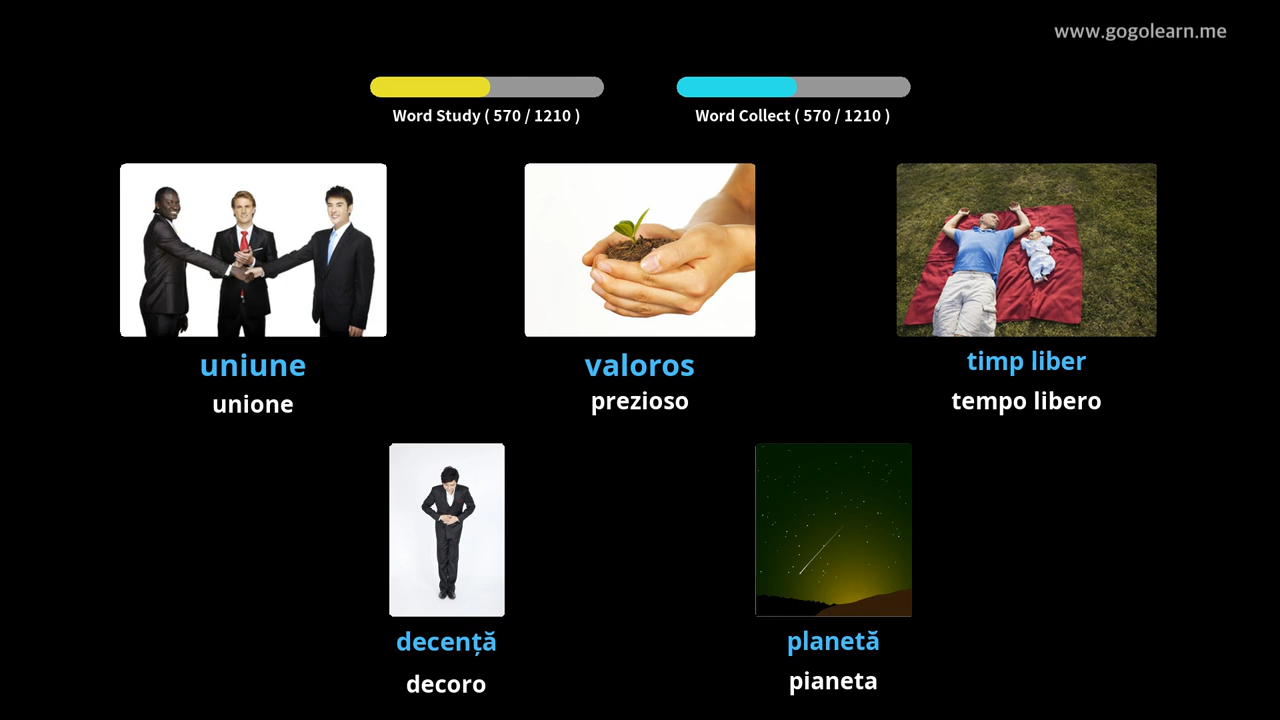 www.gogolearn.me
Word Study ( 570 / 1210 )
Word Collect ( 570 / 1210 )
uniune
unione
valoros
prezioso
timp liber
tempo libero
decență
decoro
planetă
pianeta